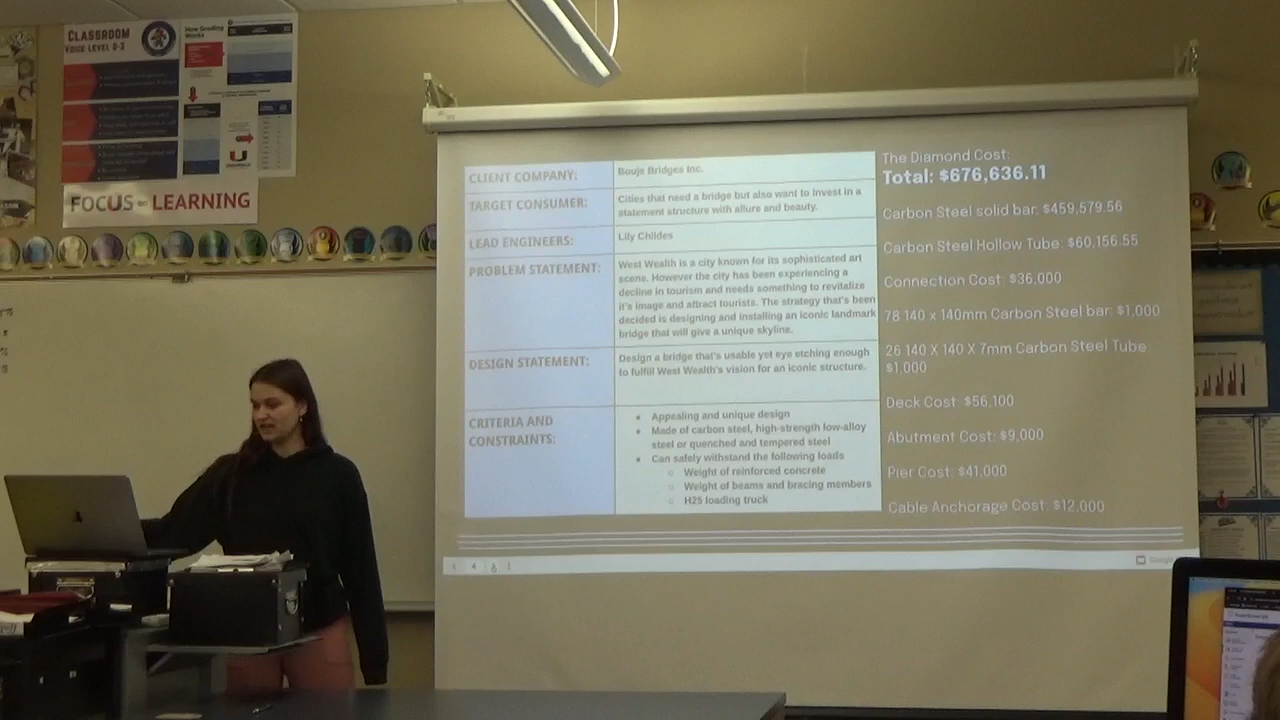 CLASSROOM
VOICE LEVEL 0-3
How Grading
Works
FOCUS on LEARNING
CLIENT COMPANY:
Bouje Bridges Inc.
TARGET CONSUMER:
Cities that need a bridge but also want to invest in a
statement structure with allure and beauty.
LEAD ENGINEERS:
Lily Childes
PROBLEM STATEMENT:
West Wealth is a city known for its sophisticated art
scene. However the city has been experiencing a
decline in tourism and needs something to revitalize
it's image and attract tourists. The strategy that's been
decided is designing and installing an iconic landmark
bridge that will give a unique skyline.
DESIGN STATEMENT:
Design a bridge that's usable yet eye etching enough
to fulfill West Wealth's vision for an iconic structure.
CRITERIA AND
CONSTRAINTS:
Appealing and unique design
Made of carbon steel, high-strength low-alloy
steel or quenched and tempered steel
Can safely withstand the following loads
Weight of reinforced concrete
Weight of beams and bracing members
H25 loading truck
The Diamond Cost:
Total: $676,636.11
Carbon Steel solid bar: $459,579.56
Carbon Steel Hollow Tube: $60,156.55
Connection Cost: $36,000
78 140 x 140mm Carbon Steel bar: $1,000
26 140 X 140 X 7mm Carbon Steel Tube
$1,000
Deck Cost: $56,100
Abutment Cost: $9,000
Pier Cost: $41,000
Cable Anchorage Cost: $12,000
4
Google